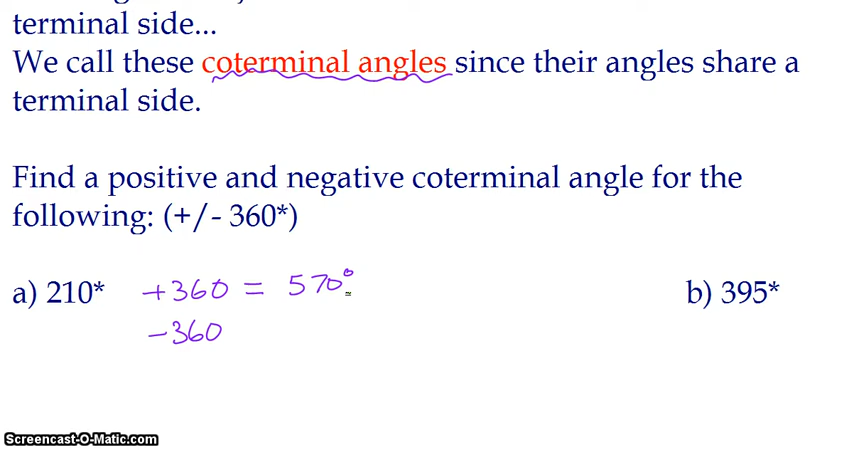 terminal side...
We call these coterminal angles since their angles share a
terminal side.
Find a positive and negative coterminal angle for the
following: (+/- 360*)
a) 210* +360 = 570° b) 395*
-360
Screencast-O-Matic.com